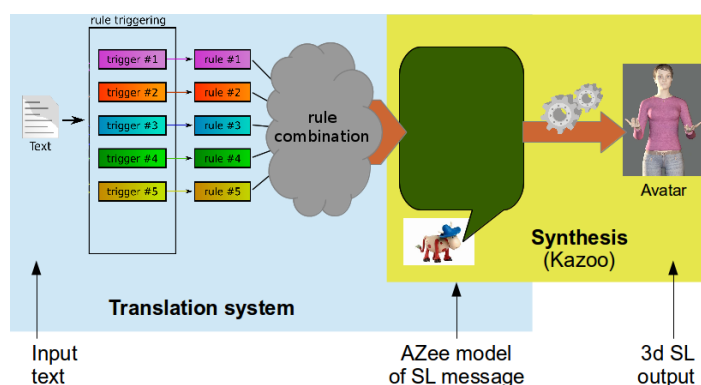 rule triggering
trigger #1
rule #1
trigger #2
rule #2
trigger #3
rule #3
trigger #4
rule #4
trigger #5
rule #5
Text
rule
combination
Avatar
Synthesis
(Kazoo)
Translation system
Input
text
AZee model
of SL message
3d SL
output